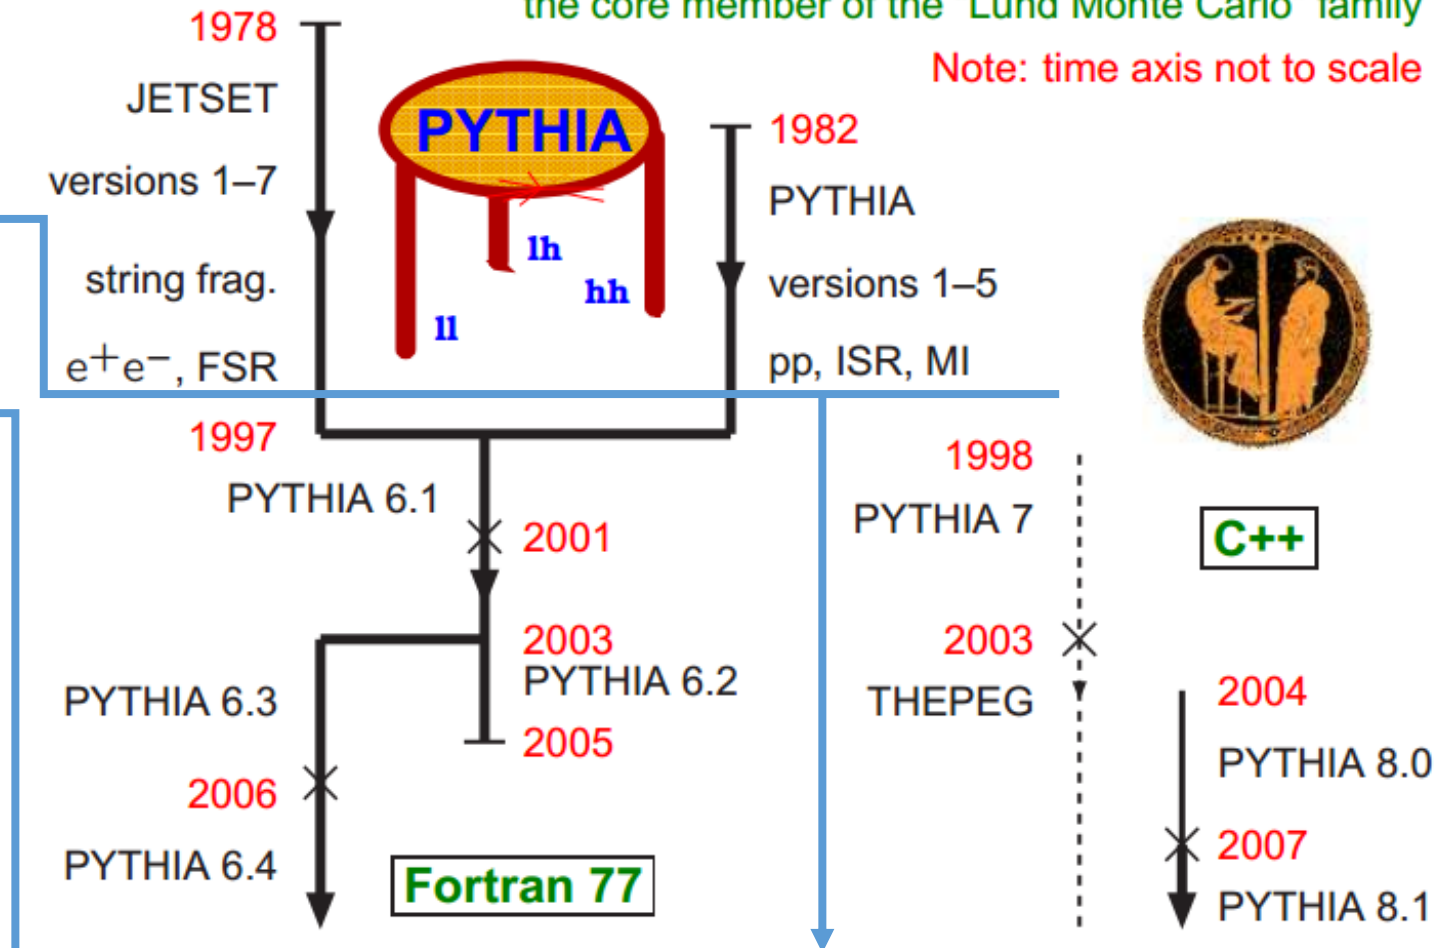 the core member of the "Lund Monte Carlo" family
Note: time axis not to scale
1978
JETSET
versions 1–7
string frag.
e⁺e⁻, FSR
PYTHIA
lh
hh
ll
1982
PYTHIA
versions 1–5
pp, ISR, MI
1997
PYTHIA 6.1
2001
2003
PYTHIA 6.2
2005
PYTHIA 6.3
2006
PYTHIA 6.4
Fortran 77
1998
PYTHIA 7
C++
2003
THEPEG
2004
PYTHIA 8.0
2007
PYTHIA 8.1